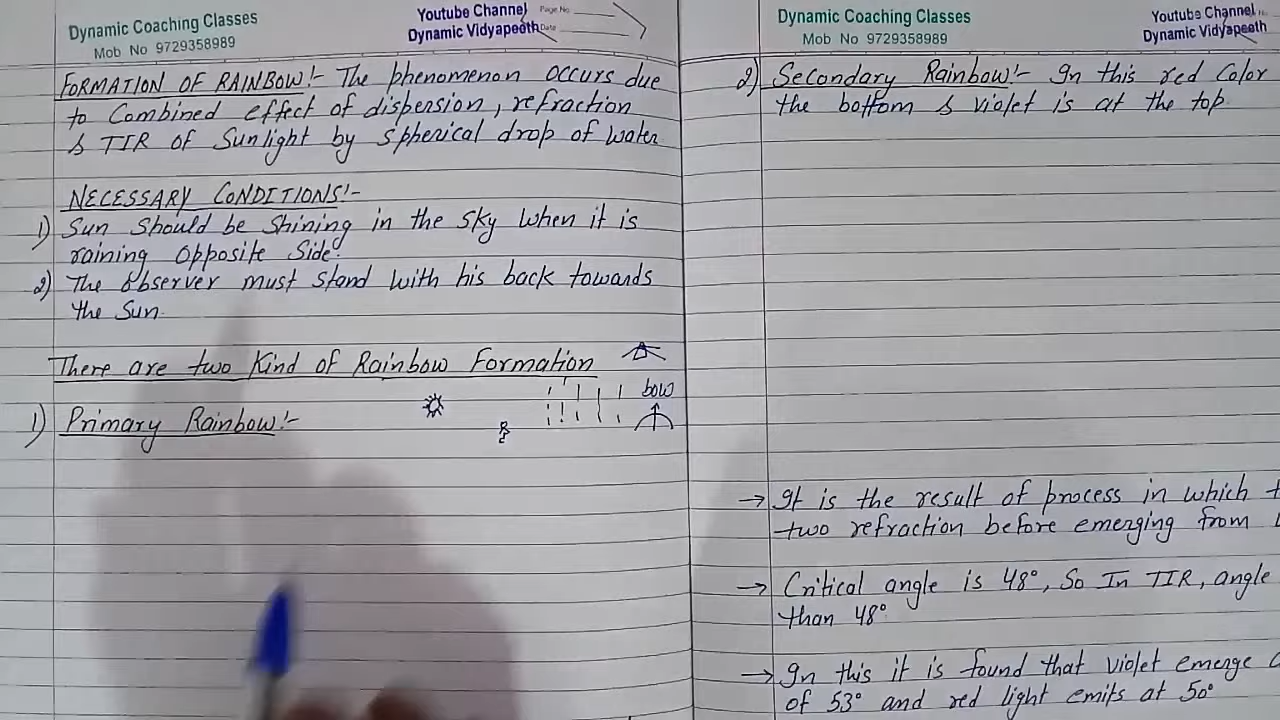 Dynamic Coaching Classes
Mob No 9729358989
Youtube Channel
Dynamic Vidyapeeth
Page No
Date
FORMATION OF RAINBOW:- The phenomenon occurs due
to Combined effect of dispension, refraction
& TIR of Sunlight by Spherical drop of water
NECESSARY CONDITIONS:-
1) Sun should be shining in the sky when it is
raining opposite side.
2) The observer must stand with his back towards
the Sun.
There are two Kind of Rainbow Formation
bow
1) Primary Rainbow:-
Dynamic Coaching Classes
Mob No 9729358989
Youtube Channel
Dynamic Vidyapeeth
2) Secondary Rainbow:- In this red Color
the bottom & violet is at the top.
→ It is the result of process in which
two refraction before emerging from
→ Critical angle is 48°, So In TIR, angle
than 48°
→ In this it is found that violet emerge
of 53° and red light emits at 50°